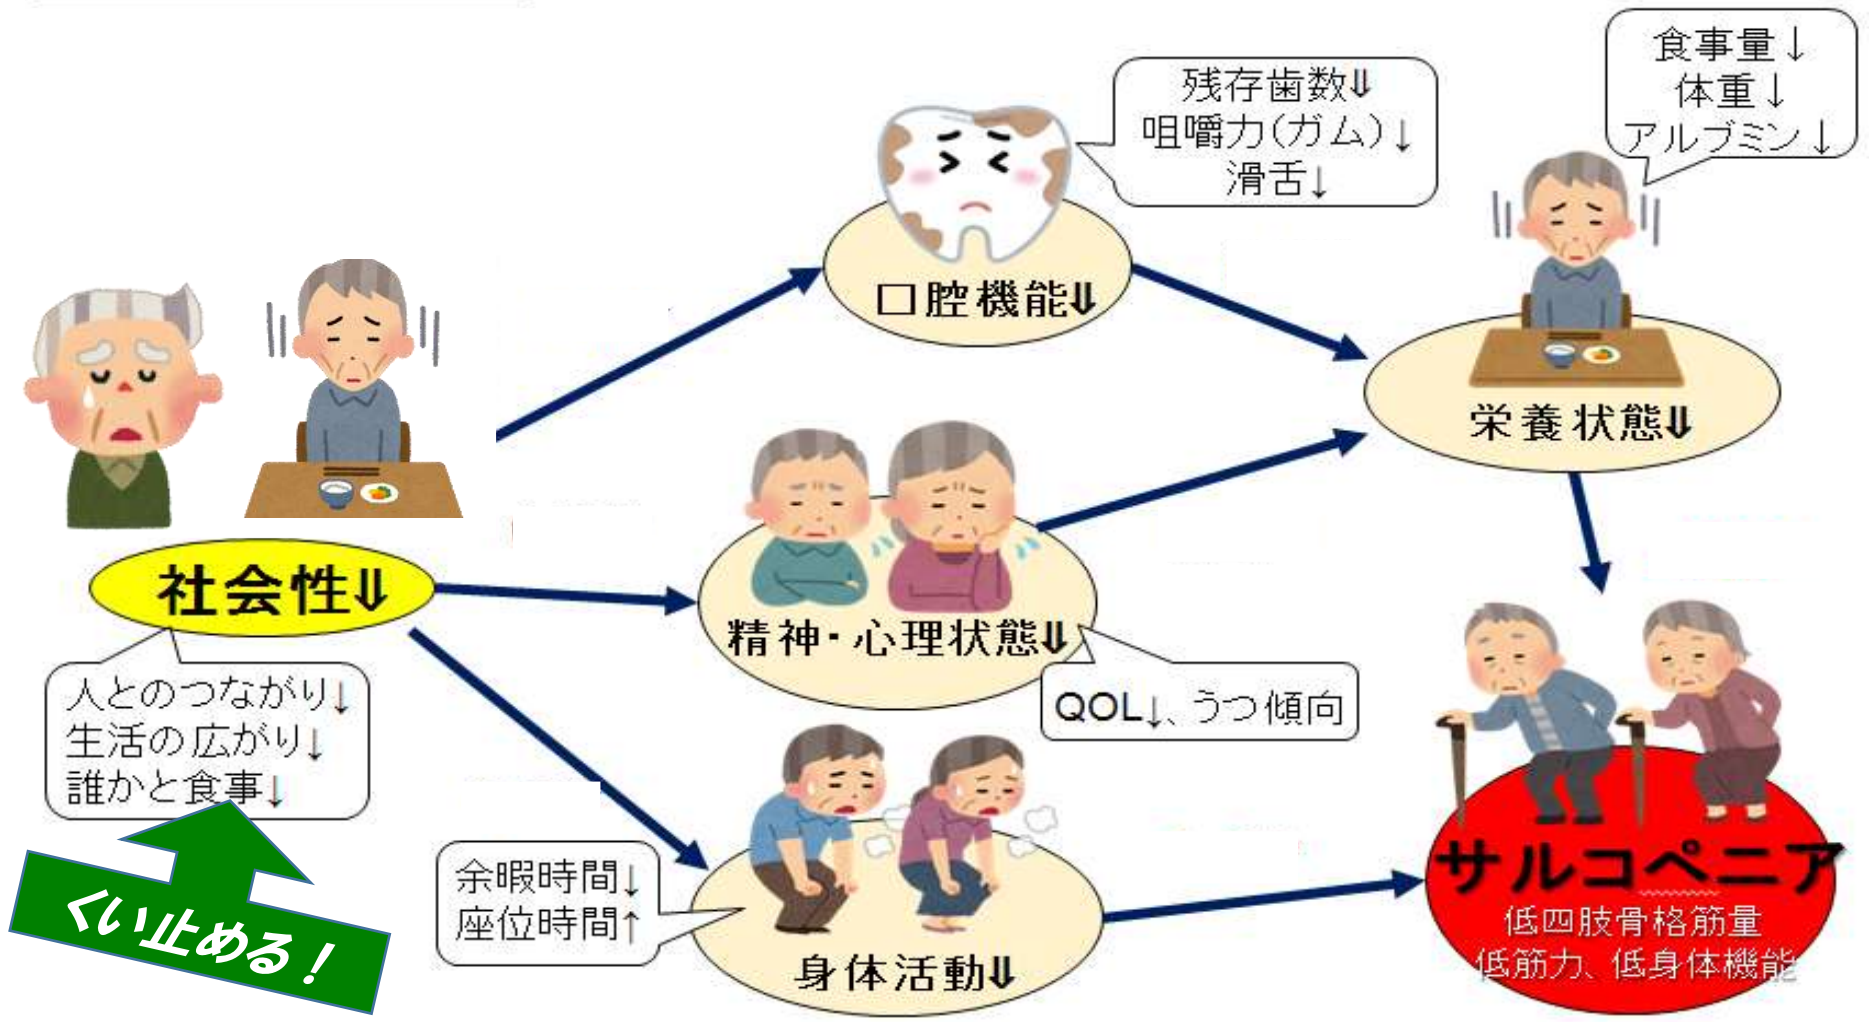 残存歯数⇓
咀嚼力(ガム)↓
滑舌↓
食事量↓
体重↓
アルブミン↓
口腔機能⇓
栄養状態⇓
社会性⇓
人とのつながり↓
生活の広がり↓
誰かと食事↓
くい止める!
精神・心理状態⇓
QOL↓、うつ傾向
余暇時間↓
座位時間↑
身体活動⇓
サルコペニア
低四肢骨格筋量
低筋力、低身体機能